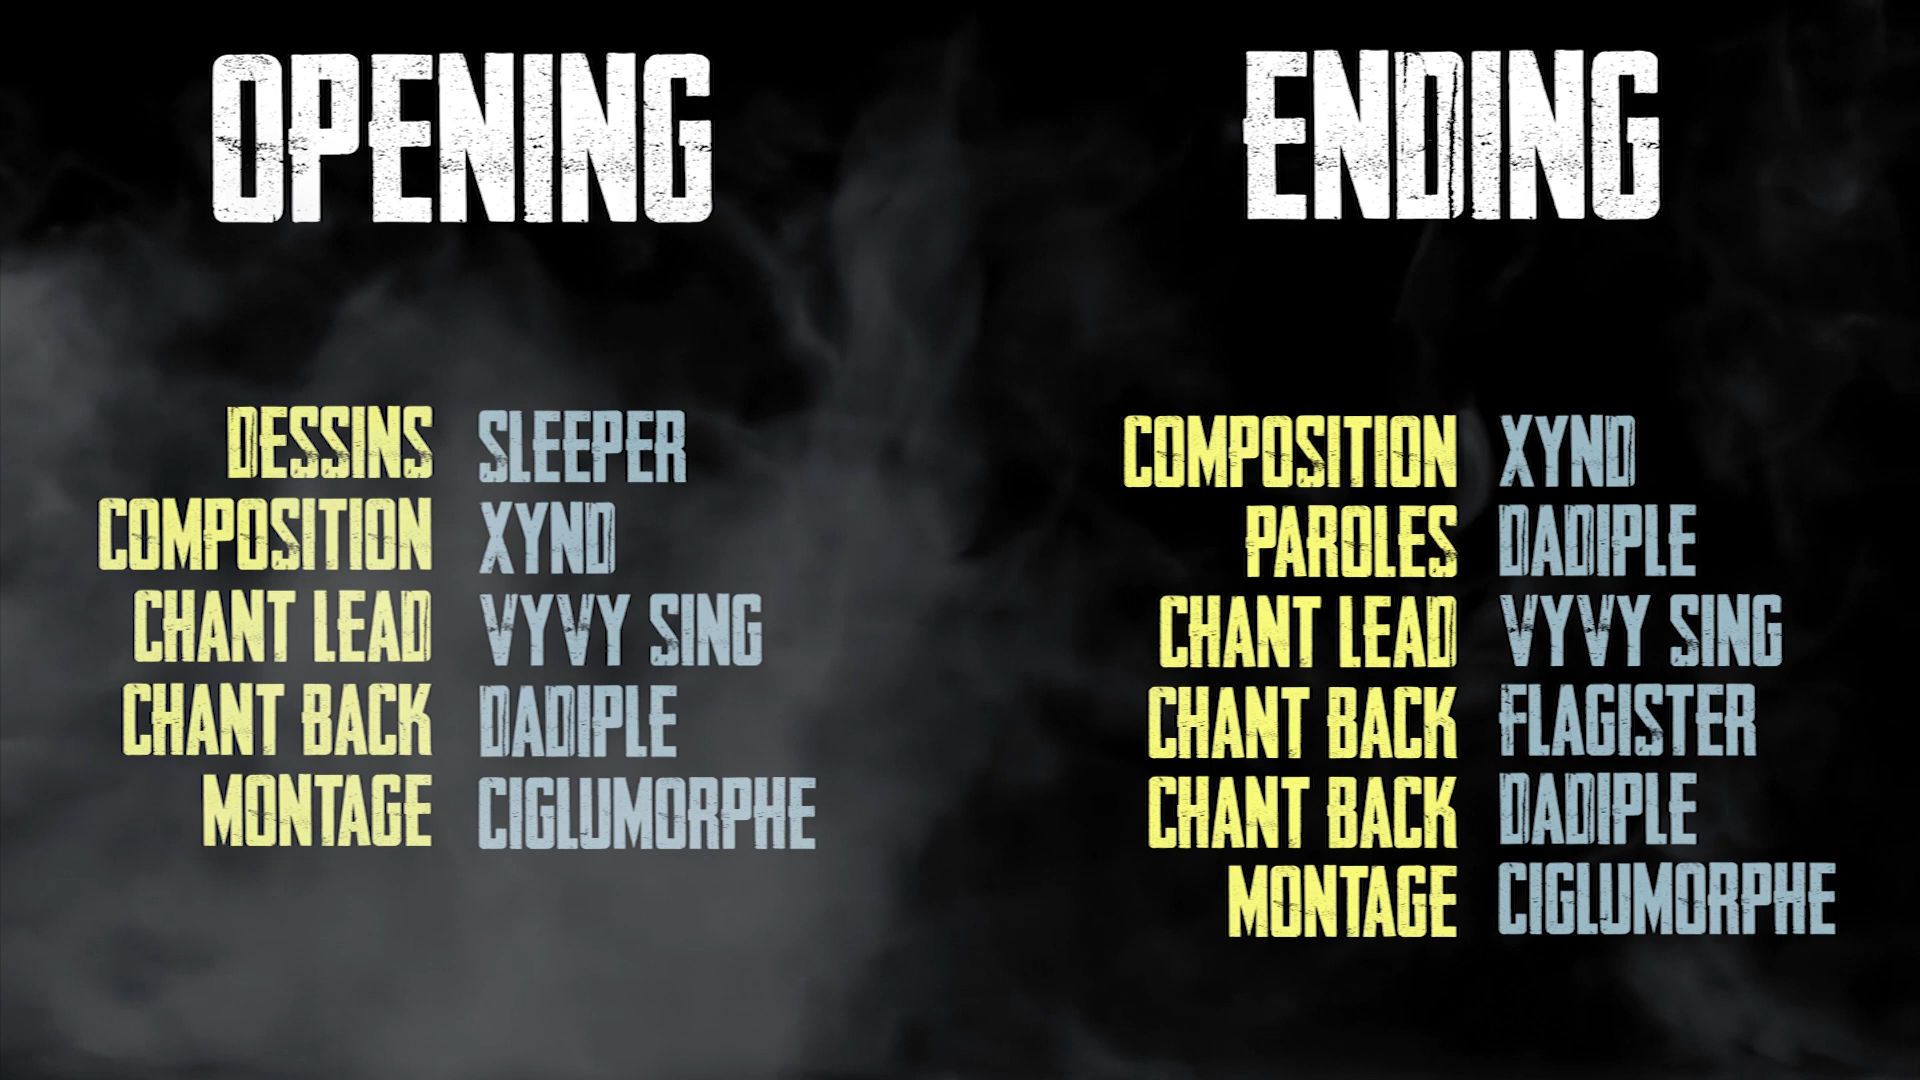 OPENING
DESSINS SLEEPER
COMPOSITION XYND
CHANT LEAD VYVY SING
CHANT BACK DADIPLE
MONTAGE CIGLUMORPHE
ENDING
COMPOSITION XYND
PAROLES DADIPLE
CHANT LEAD VYVY SING
CHANT BACK FLAGISTER
CHANT BACK DADIPLE
MONTAGE CIGLUMORPHE